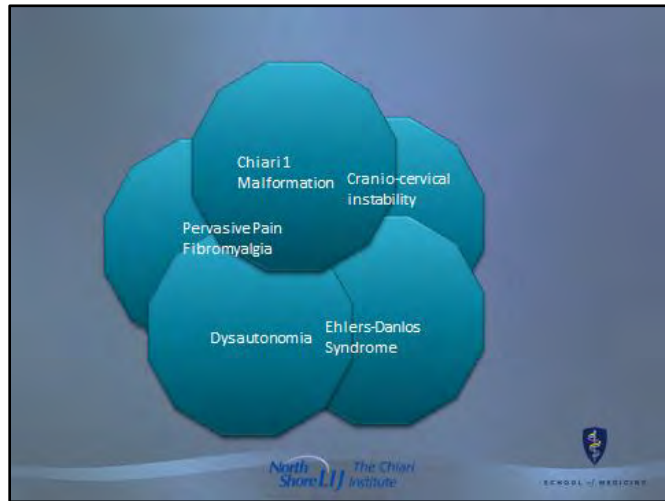 Chiari 1
Malformation
Cranio-cervical
instability
Pervasive Pain
Fibromyalgia
Dysautonomia
Ehlers-Danlos
Syndrome
North
Shore LIJ
The Chiari
Institute
SCHOOL of MEDICINE